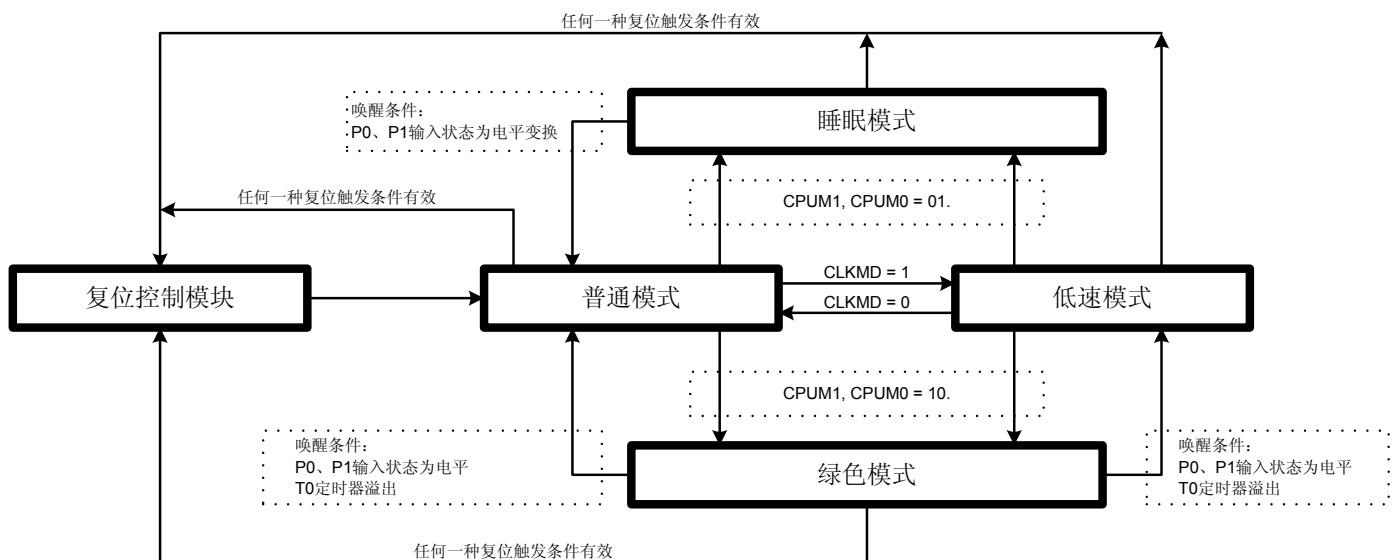 任何一种复位触发条件有效
唤醒条件：
P0、P1输入状态为电平变换
睡眠模式
任何一种复位触发条件有效
CPUM1, CPUM0 = 01.
复位控制模块
普通模式
CLKMD = 1
CLKMD = 0
低速模式
CPUM1, CPUM0 = 10.
唤醒条件：
P0、P1输入状态为电平
T0定时器溢出
绿色模式
唤醒条件：
P0、P1输入状态为电平
T0定时器溢出
任何一种复位触发条件有效